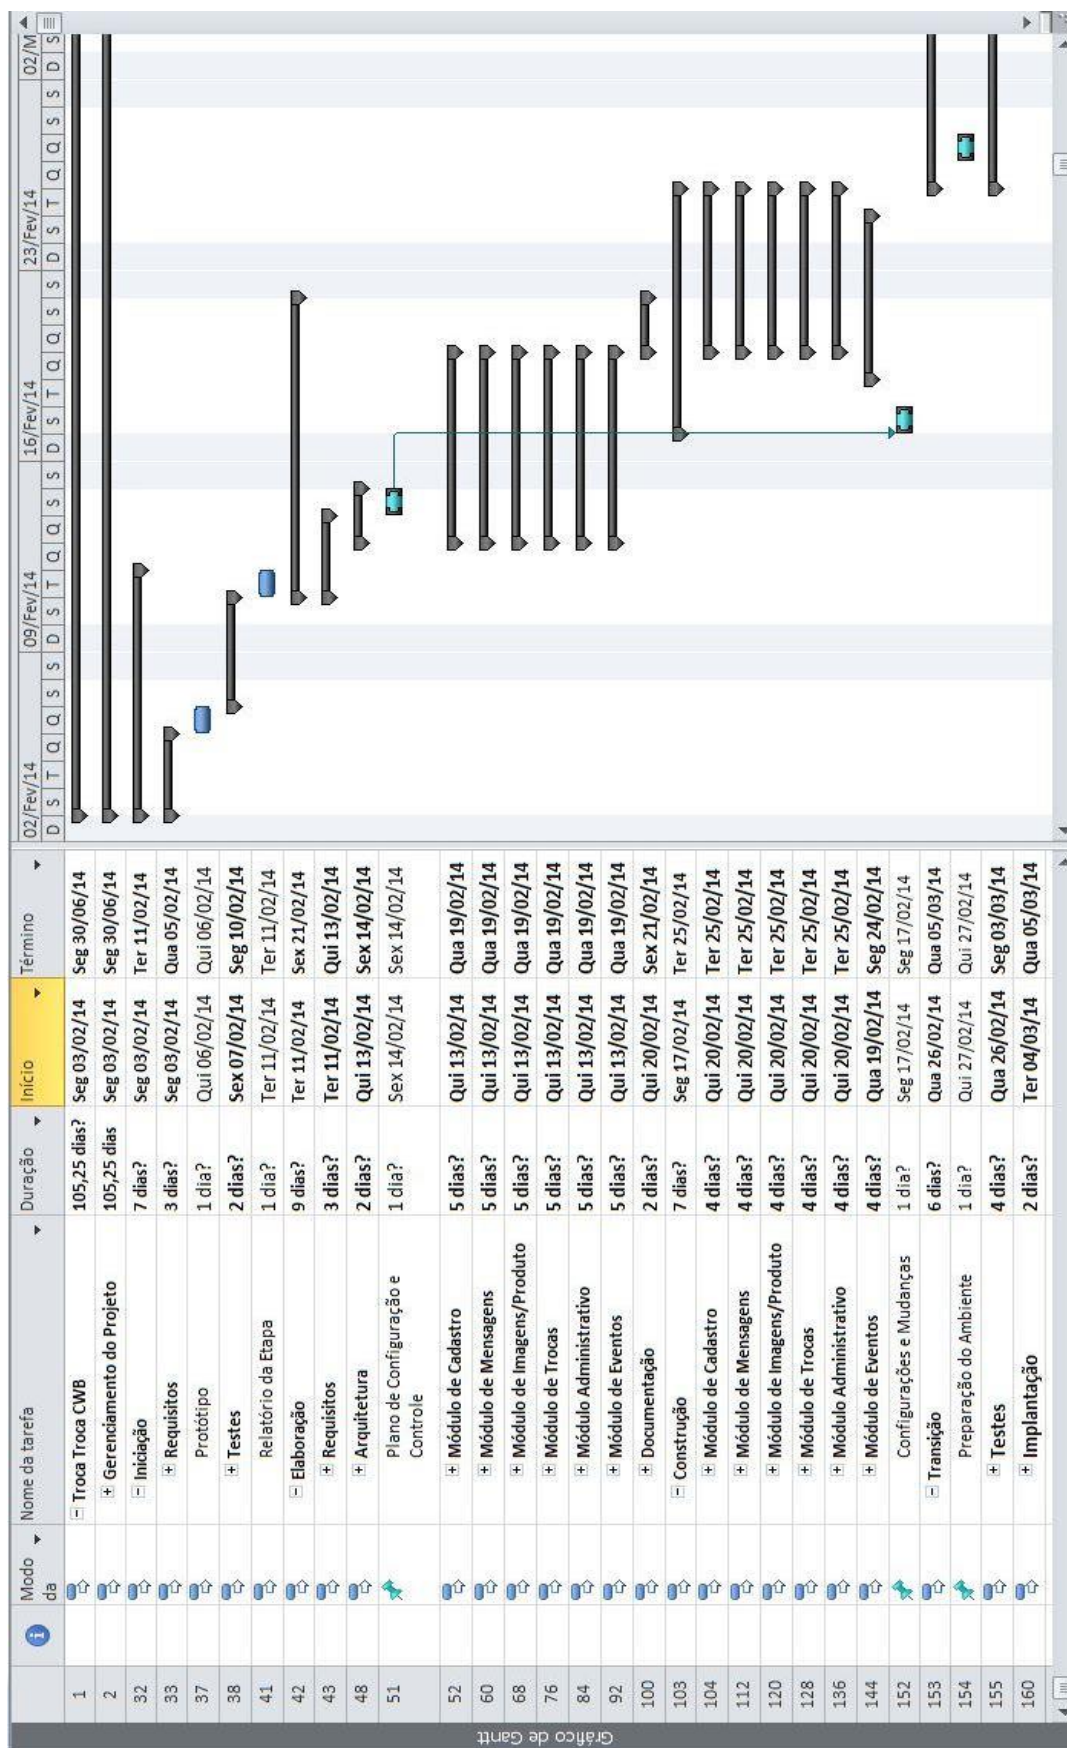 Gráfico de Gantt
Modo da Nome da tarefa Duração Início Término
02/Fev/14 09/Fev/14 16/Fev/14 23/Fev/14 02/M
D S T Q Q S S D S T Q Q S S D S T Q Q S S D S T Q Q S S D S
1 Troca Troca CWB 105,25 dias? Seg 03/02/14 Seg 30/06/14
2 Gerenciamento do Projeto 105,25 dias Seg 03/02/14 Seg 30/06/14
32 Iniciação 7 dias? Seg 03/02/14 Ter 11/02/14
33 Requisitos 3 dias? Seg 03/02/14 Qua 05/02/14
37 Protótipo 1 dia? Qui 06/02/14 Qui 06/02/14
38 Testes 2 dias? Sex 07/02/14 Seg 10/02/14
41 Relatório da Etapa 1 dia? Ter 11/02/14 Ter 11/02/14
42 Elaboração 9 dias? Ter 11/02/14 Sex 21/02/14
43 Requisitos 3 dias? Ter 11/02/14 Qui 13/02/14
48 Arquitetura 2 dias? Qui 13/02/14 Sex 14/02/14
51 Plano de Configuração e 1 dia? Sex 14/02/14 Sex 14/02/14
Controle
52 Módulo de Cadastro 5 dias? Qui 13/02/14 Qua 19/02/14
60 Módulo de Mensagens 5 dias? Qui 13/02/14 Qua 19/02/14
68 Módulo de Imagens/Produto 5 dias? Qui 13/02/14 Qua 19/02/14
76 Módulo de Trocas 5 dias? Qui 13/02/14 Qua 19/02/14
84 Módulo Administrativo 5 dias? Qui 13/02/14 Qua 19/02/14
92 Módulo de Eventos 5 dias? Qui 13/02/14 Qua 19/02/14
100 Documentação 2 dias? Qui 20/02/14 Sex 21/02/14
103 Construção 7 dias? Seg 17/02/14 Ter 25/02/14
104 Módulo de Cadastro 4 dias? Qui 20/02/14 Ter 25/02/14
112 Módulo de Mensagens 4 dias? Qui 20/02/14 Ter 25/02/14
120 Módulo de Imagens/Produto 4 dias? Qui 20/02/14 Ter 25/02/14
128 Módulo de Trocas 4 dias? Qui 20/02/14 Ter 25/02/14
136 Módulo Administrativo 4 dias? Qui 20/02/14 Ter 25/02/14
144 Módulo de Eventos 4 dias? Qua 19/02/14 Seg 24/02/14
152 Configurações e Mudanças 1 dia? Seg 17/02/14 Seg 17/02/14
153 Transição 6 dias? Qua 26/02/14 Qua 05/03/14
154 Preparação do Ambiente 1 dia? Qui 27/02/14 Qui 27/02/14
155 Testes 4 dias? Qua 26/02/14 Seg 03/03/14
160 Implantação 2 dias? Ter 04/03/14 Qua 05/03/14